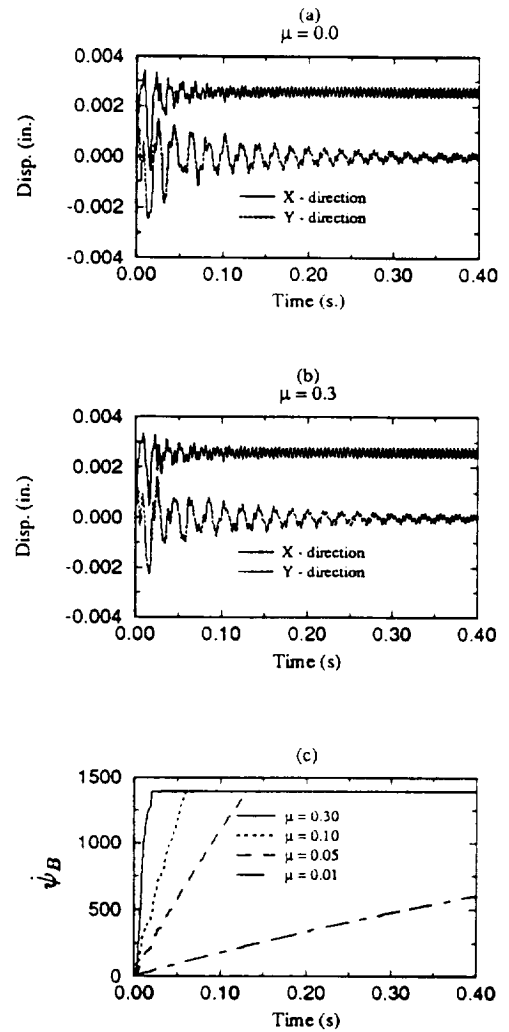 (a)
μ = 0.0
0.004
0.002
0.000
-0.002
-0.004
Disp. (in.)
X - direction
Y - direction
0.00 0.10 0.20 0.30 0.40
Time (s.)
(b)
μ = 0.3
0.004
0.002
0.000
-0.002
-0.004
Disp. (in.)
X - direction
Y - direction
0.00 0.10 0.20 0.30 0.40
Time (s)
(c)
1500
1000
500
0
ψ̇_B
μ = 0.30
μ = 0.10
μ = 0.05
μ = 0.01
0.00 0.10 0.20 0.30 0.40
Time (s)